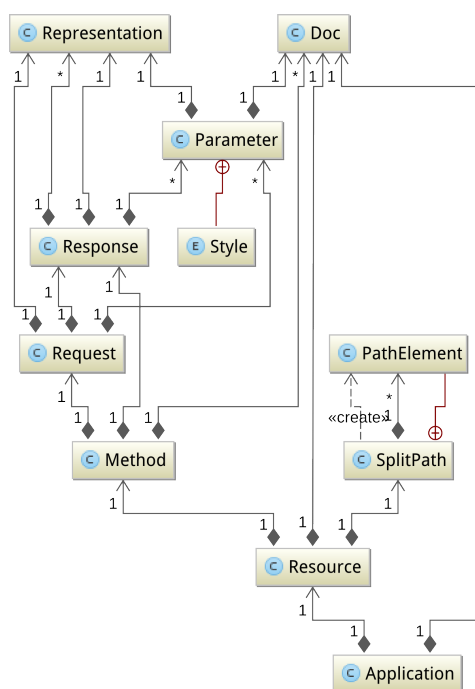 C Representation
C Doc
1 * 1 1 1 * 1 1
1 1
C Parameter
* *
1 1 1
C Response
E Style
1 1
1 1 1
C Request
C PathElement
1 *
«create» 1
1 1 1
C Method
C SplitPath
1 1
1 1 1
C Resource
1
1 1
C Application